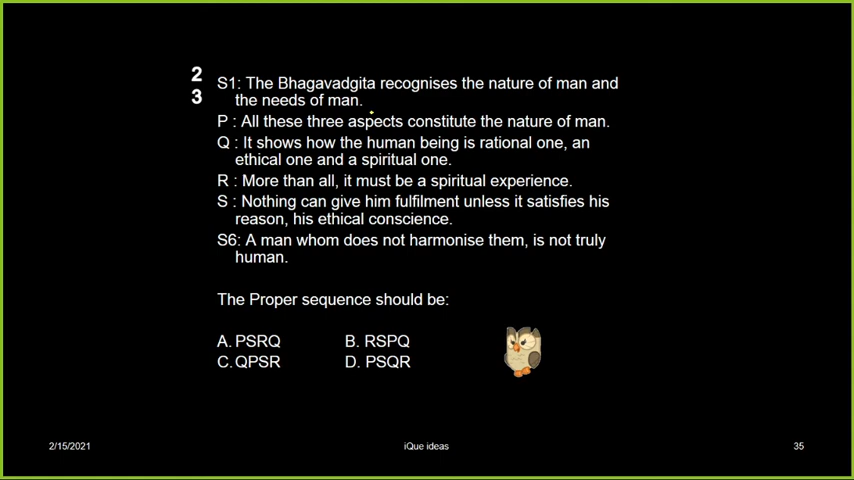 2
3
S1: The Bhagavadgita recognises the nature of man and
the needs of man.
P : All these three aspects constitute the nature of man.
Q : It shows how the human being is rational one, an
ethical one and a spiritual one.
R : More than all, it must be a spiritual experience.
S : Nothing can give him fulfilment unless it satisfies his
reason, his ethical conscience.
S6: A man whom does not harmonise them, is not truly
human.
The Proper sequence should be:
A. PSRQ B. RSPQ
C. QPSR D. PSQR
2/15/2021 iQue ideas 35